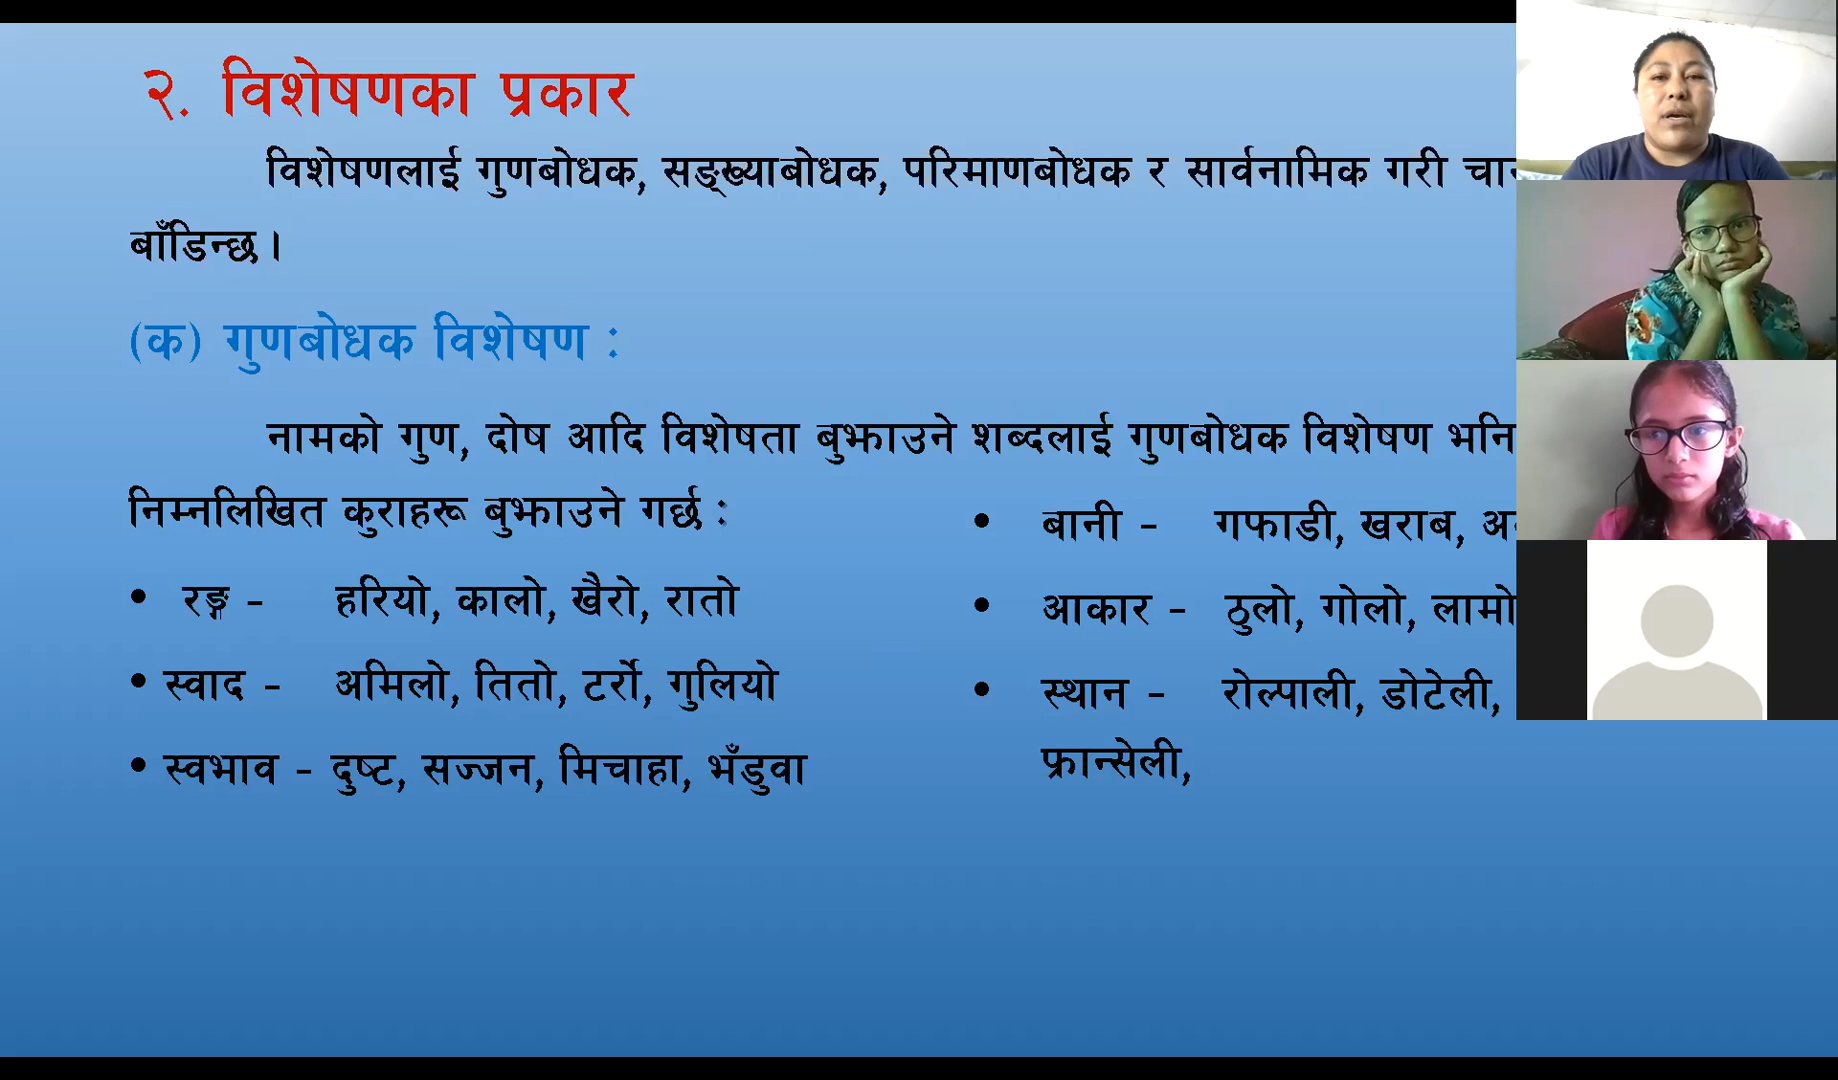 २. विशेषणका प्रकार
विशेषणलाई गुणबोधक, सङ्ख्याबोधक, परिमाणबोधक र सार्वनामिक गरी
बाँडिन्छ।
(क) गुणबोधक विशेषण :
नामको गुण, दोष आदि विशेषता बुझाउने शब्दलाई गुणबोधक विशेषण
निम्नलिखित कुराहरू बुझाउने गर्छ :
• रङ्ग - हरियो, कालो, खैरो, रातो
• स्वाद - अमिलो, तितो, टर्रो, गुलियो
• स्वभाव - दुष्ट, सज्जन, मिचाहा, भँडुवा
• बानी - गफाडी, खराब,
• आकार - ठुलो, गोलो, लामो
• स्थान - रोल्पाली, डोटेली,
फ्रान्सेली,